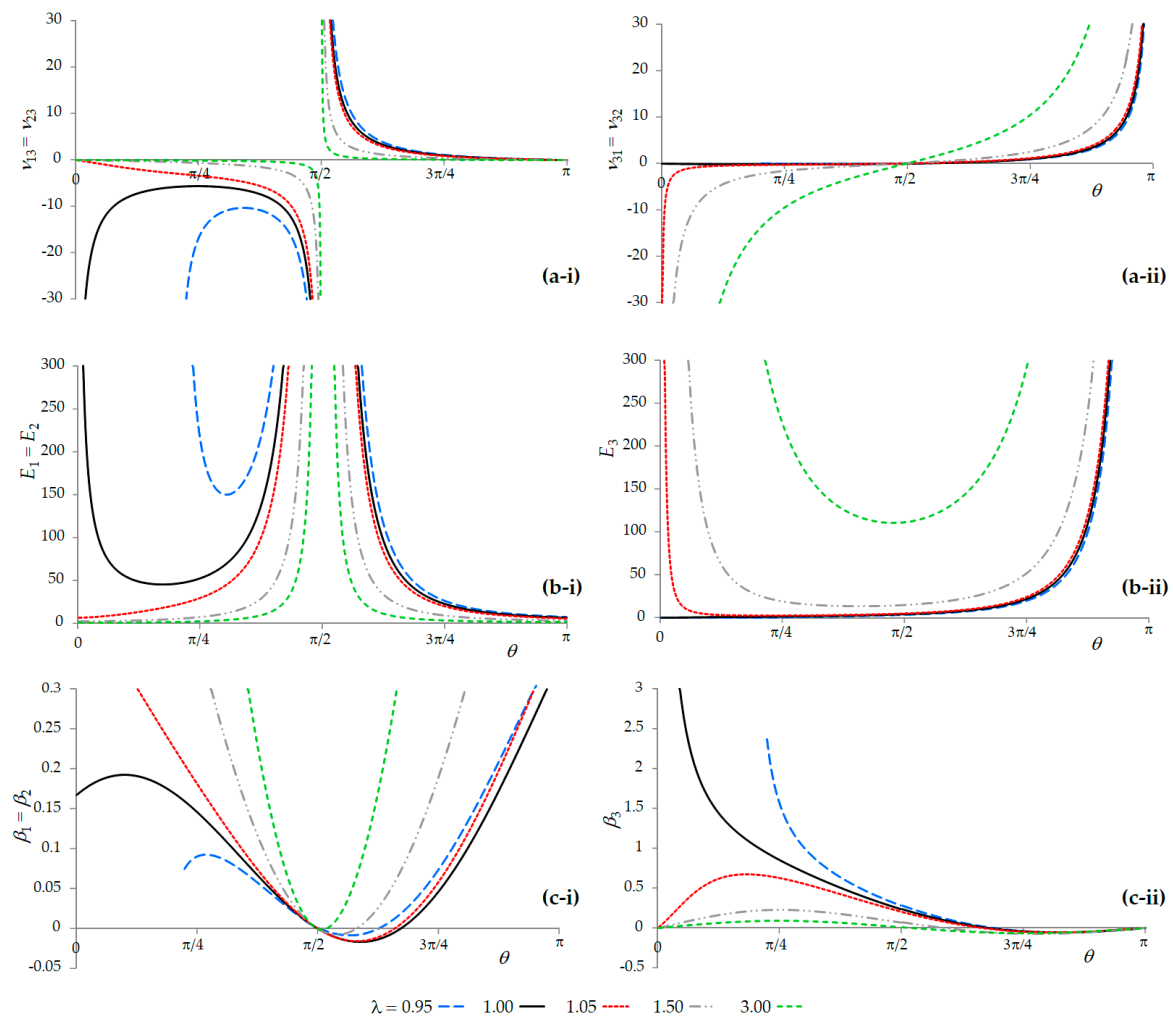 30
20
10
0
-10
-20
-30
ν13 = ν23
0
π/4
π/2
3π/4
π
θ
(a-i)
30
20
10
0
-10
-20
-30
ν31 = ν32
0
π/4
π/2
3π/4
π
θ
(a-ii)
300
250
200
150
100
50
0
E1 = E2
0
π/4
π/2
3π/4
π
θ
(b-i)
300
250
200
150
100
50
0
E3
0
π/4
π/2
3π/4
π
θ
(b-ii)
0.3
0.25
0.2
0.15
0.1
0.05
0
-0.05
β1 = β2
0
π/4
π/2
3π/4
π
θ
(c-i)
3
2.5
2
1.5
1
0.5
0
-0.5
β3
0
π/4
π/2
3π/4
π
θ
(c-ii)
λ = 0.95 1.00 1.05 1.50 3.00